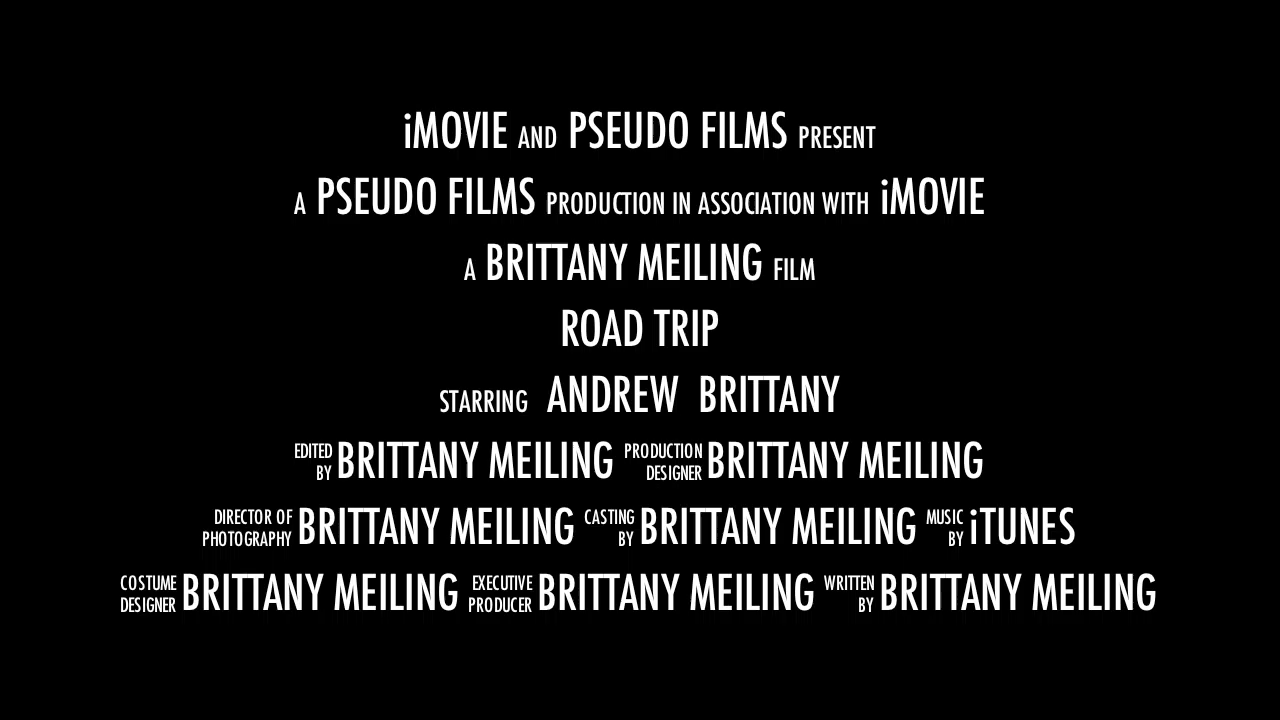 iMOVIE AND PSEUDO FILMS PRESENT
A PSEUDO FILMS PRODUCTION IN ASSOCIATION WITH iMOVIE
A BRITTANY MEILING FILM
ROAD TRIP
STARRING ANDREW BRITTANY
EDITED BY BRITTANY MEILING PRODUCTION DESIGNER BRITTANY MEILING
DIRECTOR OF PHOTOGRAPHY BRITTANY MEILING CASTING BY BRITTANY MEILING MUSIC BY iTUNES
COSTUME DESIGNER BRITTANY MEILING EXECUTIVE PRODUCER BRITTANY MEILING WRITTEN BY BRITTANY MEILING